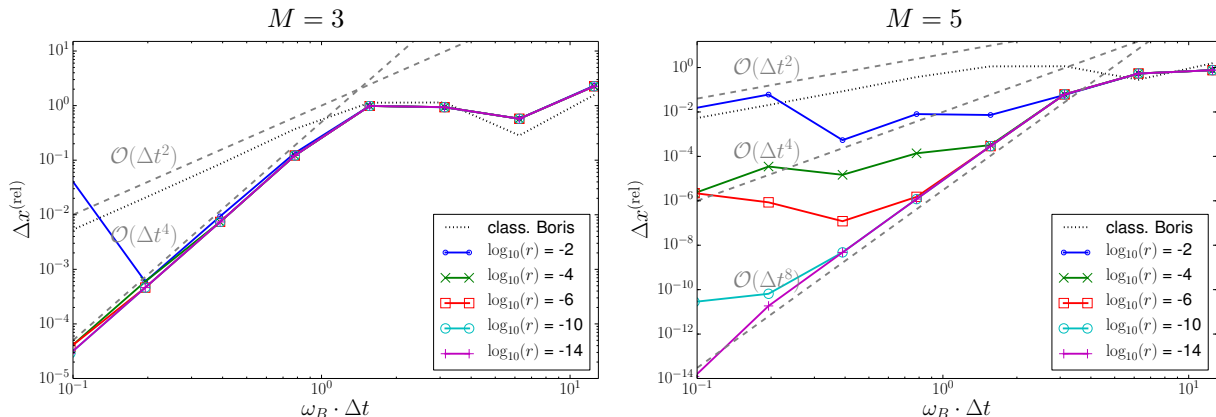 M = 3
10^1
10^0
10^-1
10^-2
10^-3
10^-4
10^-5
Δx^(rel)
O(Δt^2)
O(Δt^4)
class. Boris
log10(r) = -2
log10(r) = -4
log10(r) = -6
log10(r) = -10
log10(r) = -14
10^-1
10^0
10^1
ω_B · Δt
M = 5
10^0
10^-2
10^-4
10^-6
10^-8
10^-10
10^-12
10^-14
Δx^(rel)
O(Δt^2)
O(Δt^4)
O(Δt^8)
class. Boris
log10(r) = -2
log10(r) = -4
log10(r) = -6
log10(r) = -10
log10(r) = -14
10^-1
10^0
10^1
ω_B · Δt